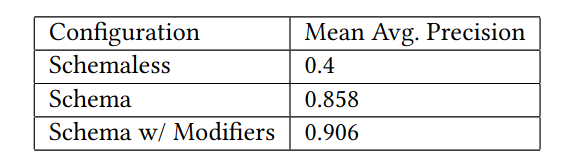 Configuration Mean Avg. Precision
Schemaless 0.4
Schema 0.858
Schema w/ Modifiers 0.906